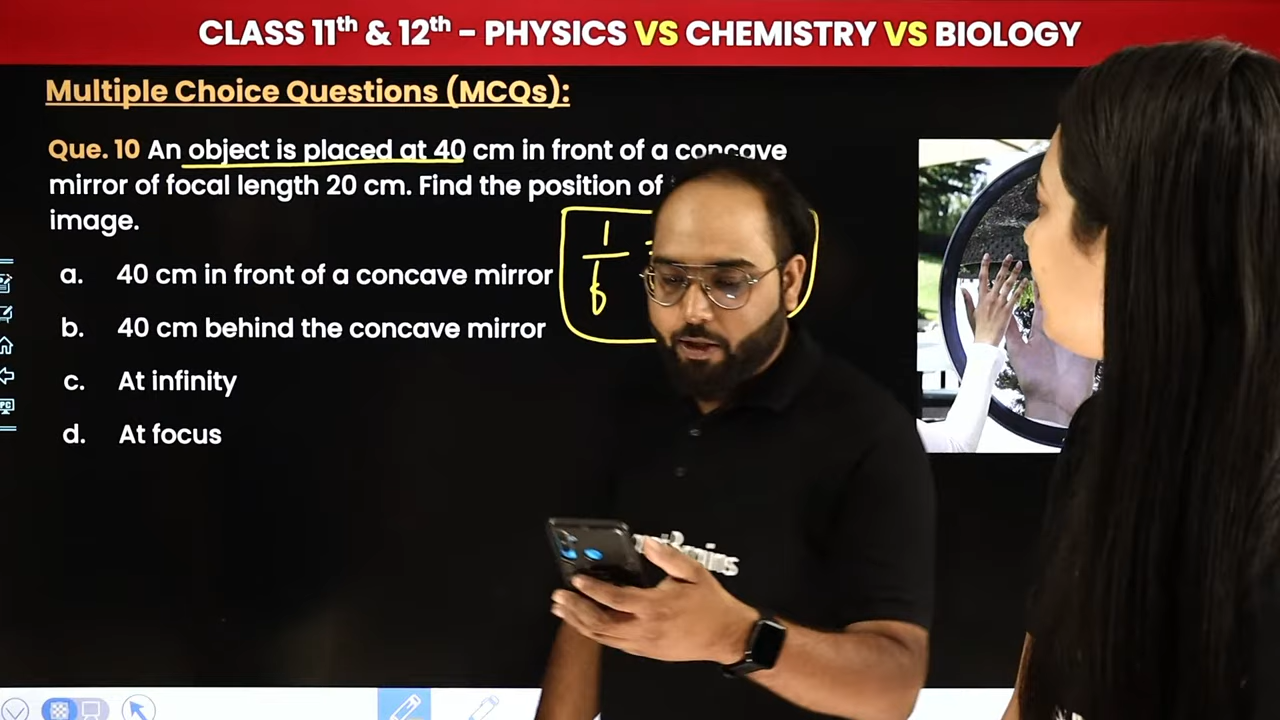 CLASS 11th & 12th – PHYSICS VS CHEMISTRY VS BIOLOGY
Multiple Choice Questions (MCQs):
Que. 10 An object is placed at 40 cm in front of a concave
mirror of focal length 20 cm. Find the position of
image.
1
a. 40 cm in front of a concave mirror
b. 40 cm behind the concave mirror
c. At infinity
d. At focus
PC